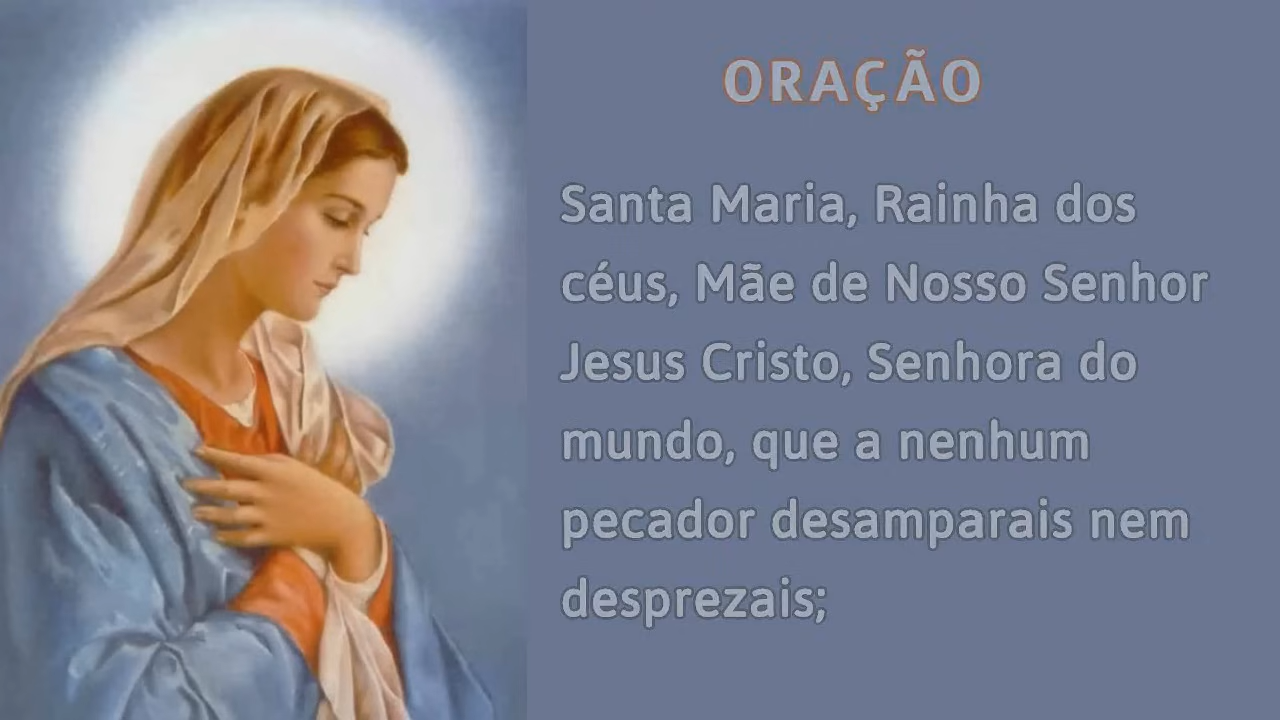 ORAÇÃO
Santa Maria, Rainha dos
céus, Mãe de Nosso Senhor
Jesus Cristo, Senhora do
mundo, que a nenhum
pecador desamparais nem
desprezais;